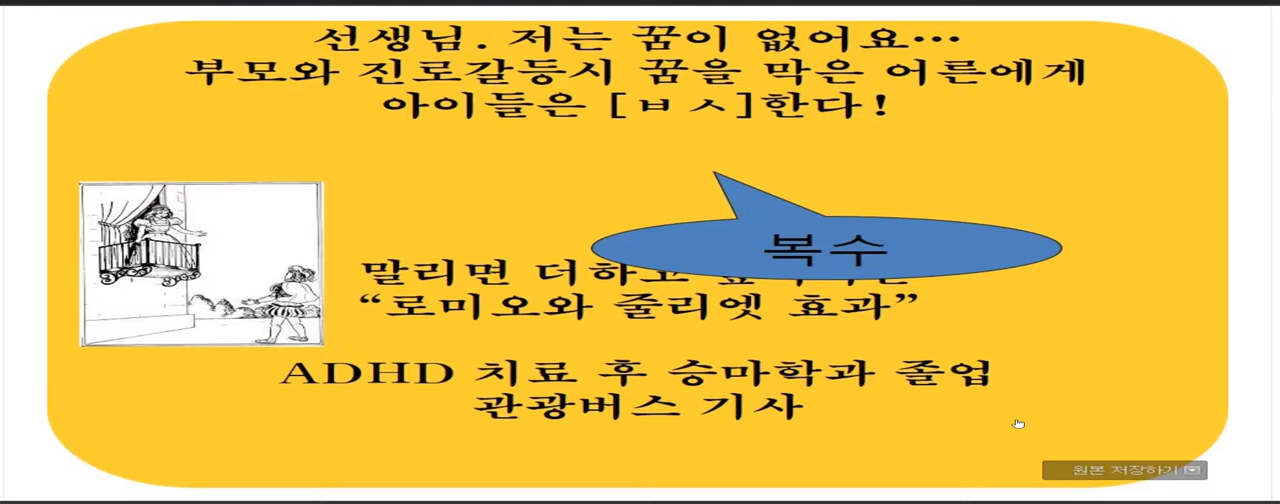 선생님. 저는 꿈이 없어요…
부모와 진로갈등시 꿈을 막은 어른에게
아이들은 [ㅂㅅ]한다!
복수
말리면 더하고
“로미오와 줄리엣 효과”
ADHD 치료 후 승마학과 졸업
관광버스 기사
원본 저장하기